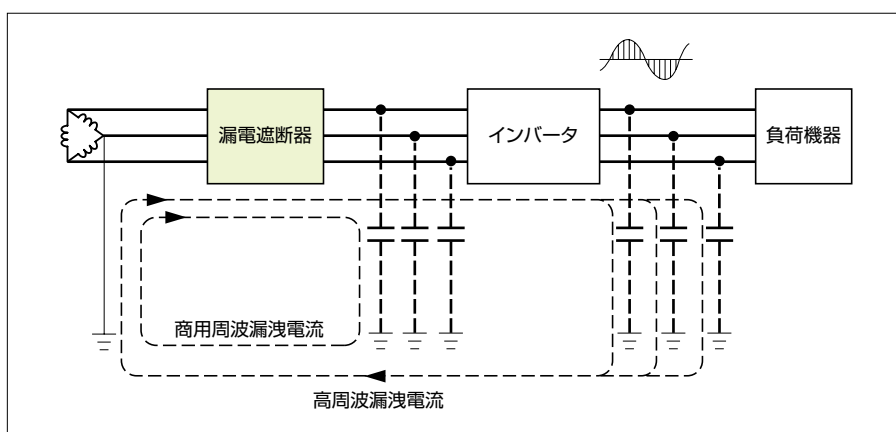 漏電遮断器
インバータ
負荷機器
商用周波漏洩電流
高周波漏洩電流